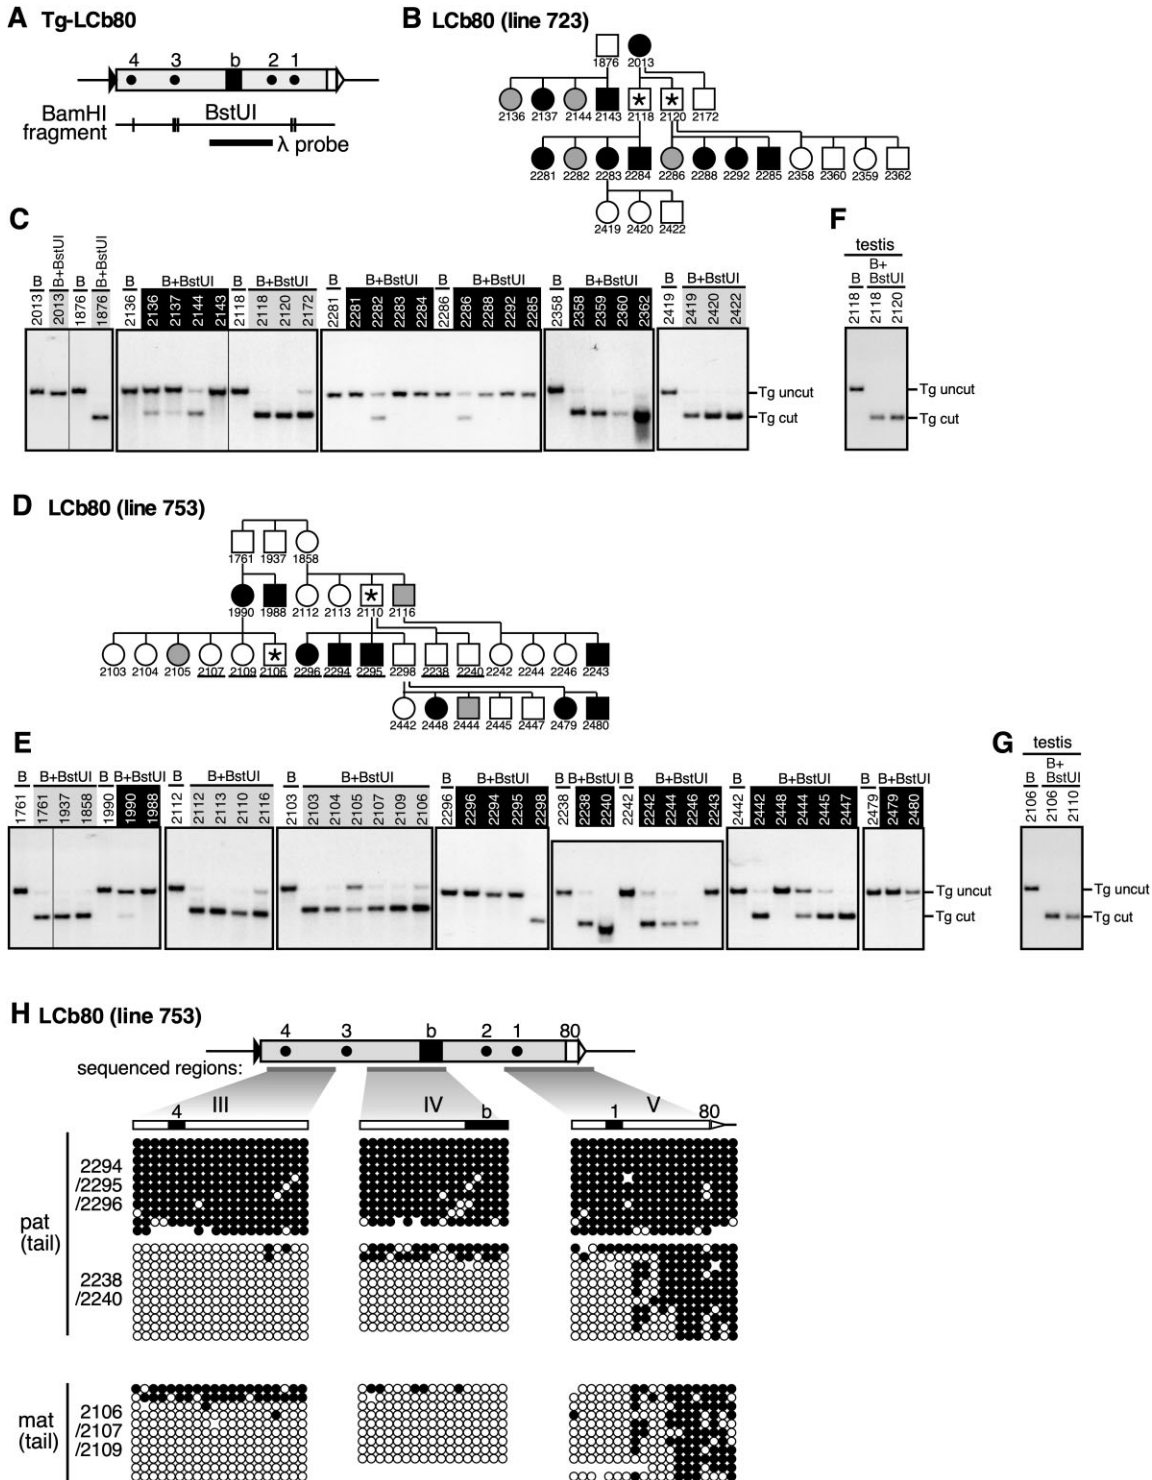 A Tg-LCb80
4 3 b 2 1
BamHI
fragment
BstUI
λ probe
B LCb80 (line 723)
1876 2013
2136 2137 2144 2143 2118 2120 2172
2281 2282 2283 2284 2286 2288 2292 2285 2358 2360 2359 2362
2419 2420 2422
C
B B+BstUI B B+BstUI B B+BstUI B B+BstUI B B+BstUI B B+BstUI B B+BstUI B B+BstUI
2013 2013 1876 1876 2136 2136 2137 2144 2143 2118 2118 2120 2172 2281 2281 2282 2283 2284 2286 2286 2288 2292 2285 2358 2358 2359 2360 2362 2419 2419 2420 2422
Tg uncut
Tg cut
F
testis
B B+
BstUI
2118 2118 2120
Tg uncut
Tg cut
D LCb80 (line 753)
1761 1937 1858
1990 1988 2112 2113 2110 2116
2103 2104 2105 2107 2109 2106 2296 2294 2295 2298 2238 2240 2242 2244 2246 2243
2442 2448 2444 2445 2447 2479 2480
E
B B+BstUI B B+BstUI B B+BstUI B B+BstUI B B+BstUI B B+BstUI B B+BstUI B B+BstUI B B+BstUI
1761 1761 1937 1858 1990 1990 1988 2112 2112 2113 2110 2116 2103 2103 2104 2105 2107 2109 2106 2296 2296 2294 2295 2298 2238 2238 2240 2242 2242 2244 2246 2243 2442 2442 2448 2444 2445 2447 2479 2479 2480
Tg uncut
Tg cut
G
testis
B B+
BstUI
2106 2106 2110
Tg uncut
Tg cut
H LCb80 (line 753)
4 3 b 2 1 80
sequenced regions:
III IV V
4 b 1 80
pat
(tail)
2294
/2295
/2296
2238
/2240
mat
(tail)
2106
/2107
/2109